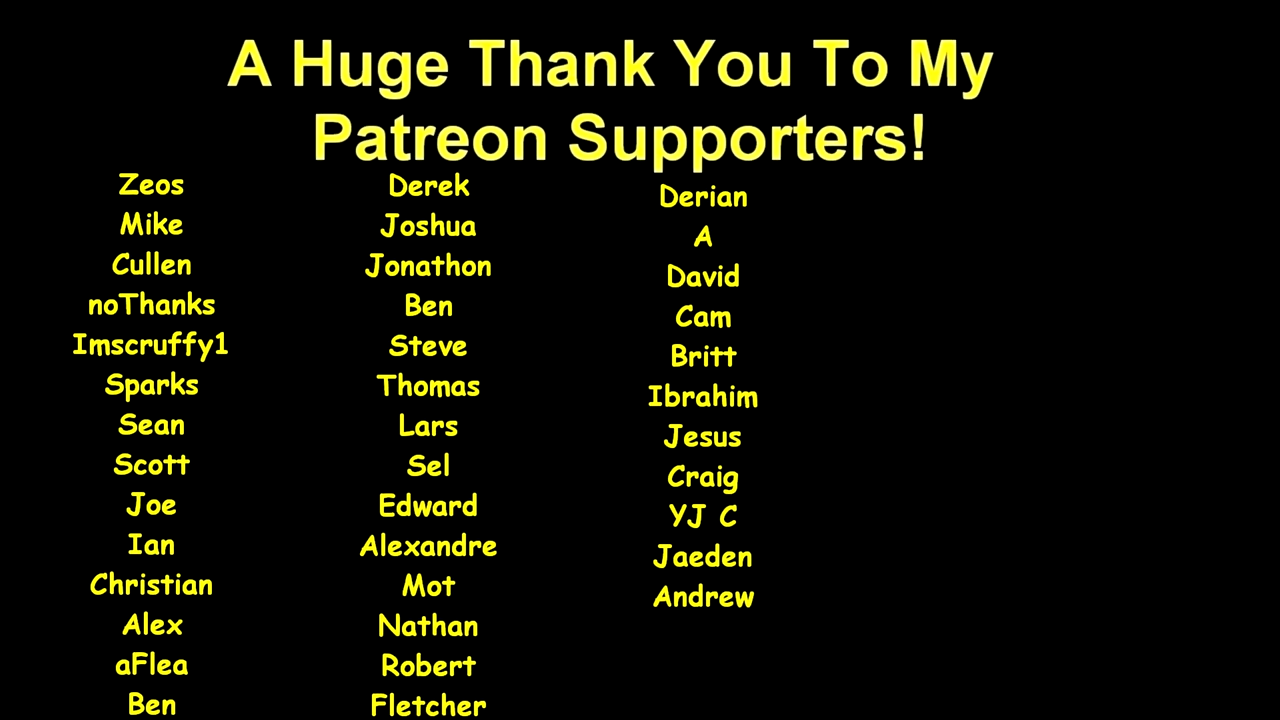 A Huge Thank You To My
Patreon Supporters!
Zeos
Mike
Cullen
noThanks
Imscruffy1
Sparks
Sean
Scott
Joe
Ian
Christian
Alex
aFlea
Ben
Derek
Joshua
Jonathon
Ben
Steve
Thomas
Lars
Sel
Edward
Alexandre
Mot
Nathan
Robert
Fletcher
Derian
A
David
Cam
Britt
Ibrahim
Jesus
Craig
YJ C
Jaeden
Andrew